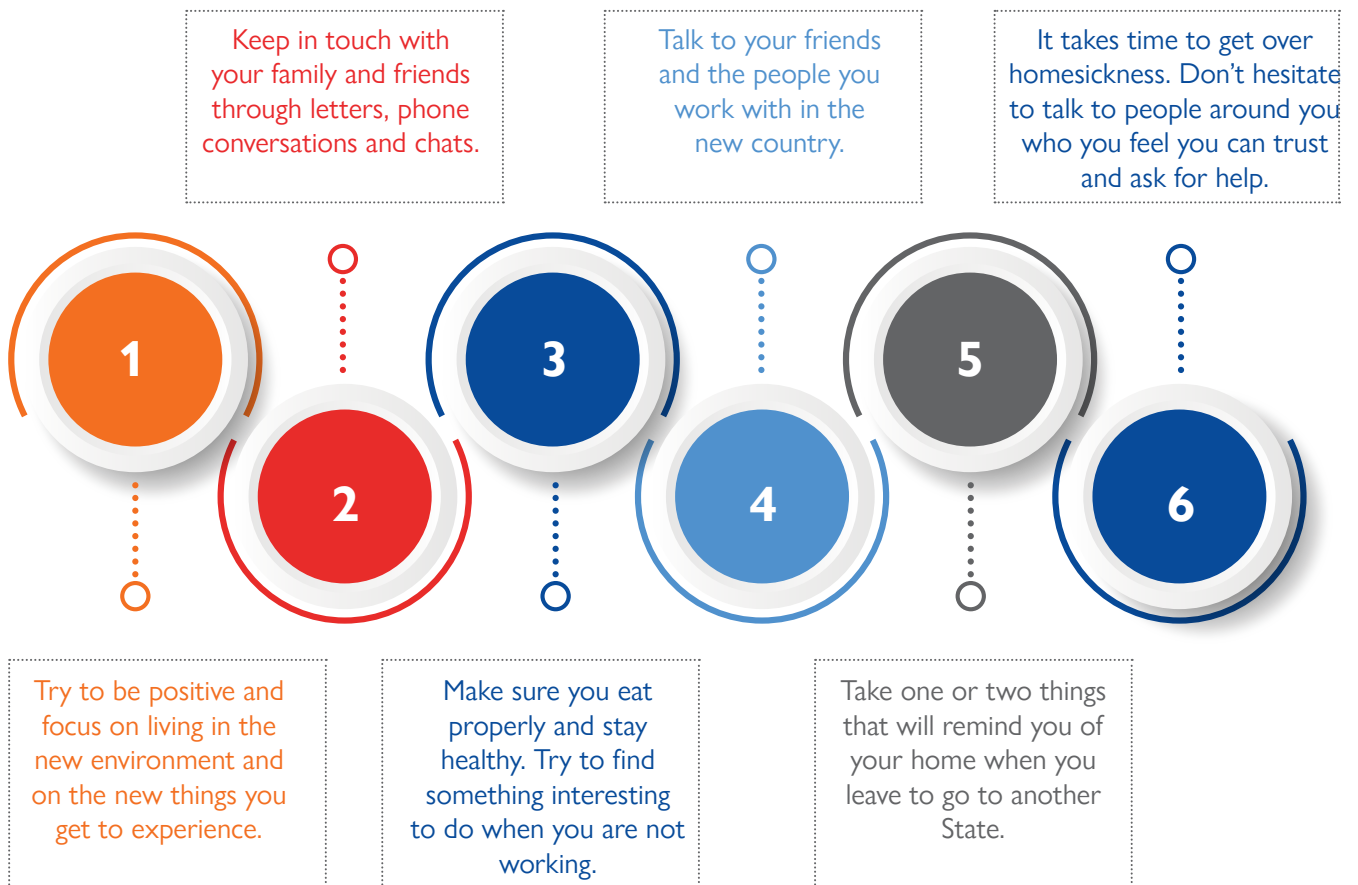 Keep in touch with
your family and friends
through letters, phone
conversations and chats.
Talk to your friends
and the people you
work with in the
new country.
It takes time to get over
homesickness. Don't hesitate
to talk to people around you
who you feel you can trust
and ask for help.
1
2
3
4
5
6
Try to be positive and
focus on living in the
new environment and
on the new things you
get to experience.
Make sure you eat
properly and stay
healthy. Try to find
something interesting
to do when you are not
working.
Take one or two things
that will remind you of
your home when you
leave to go to another
State.